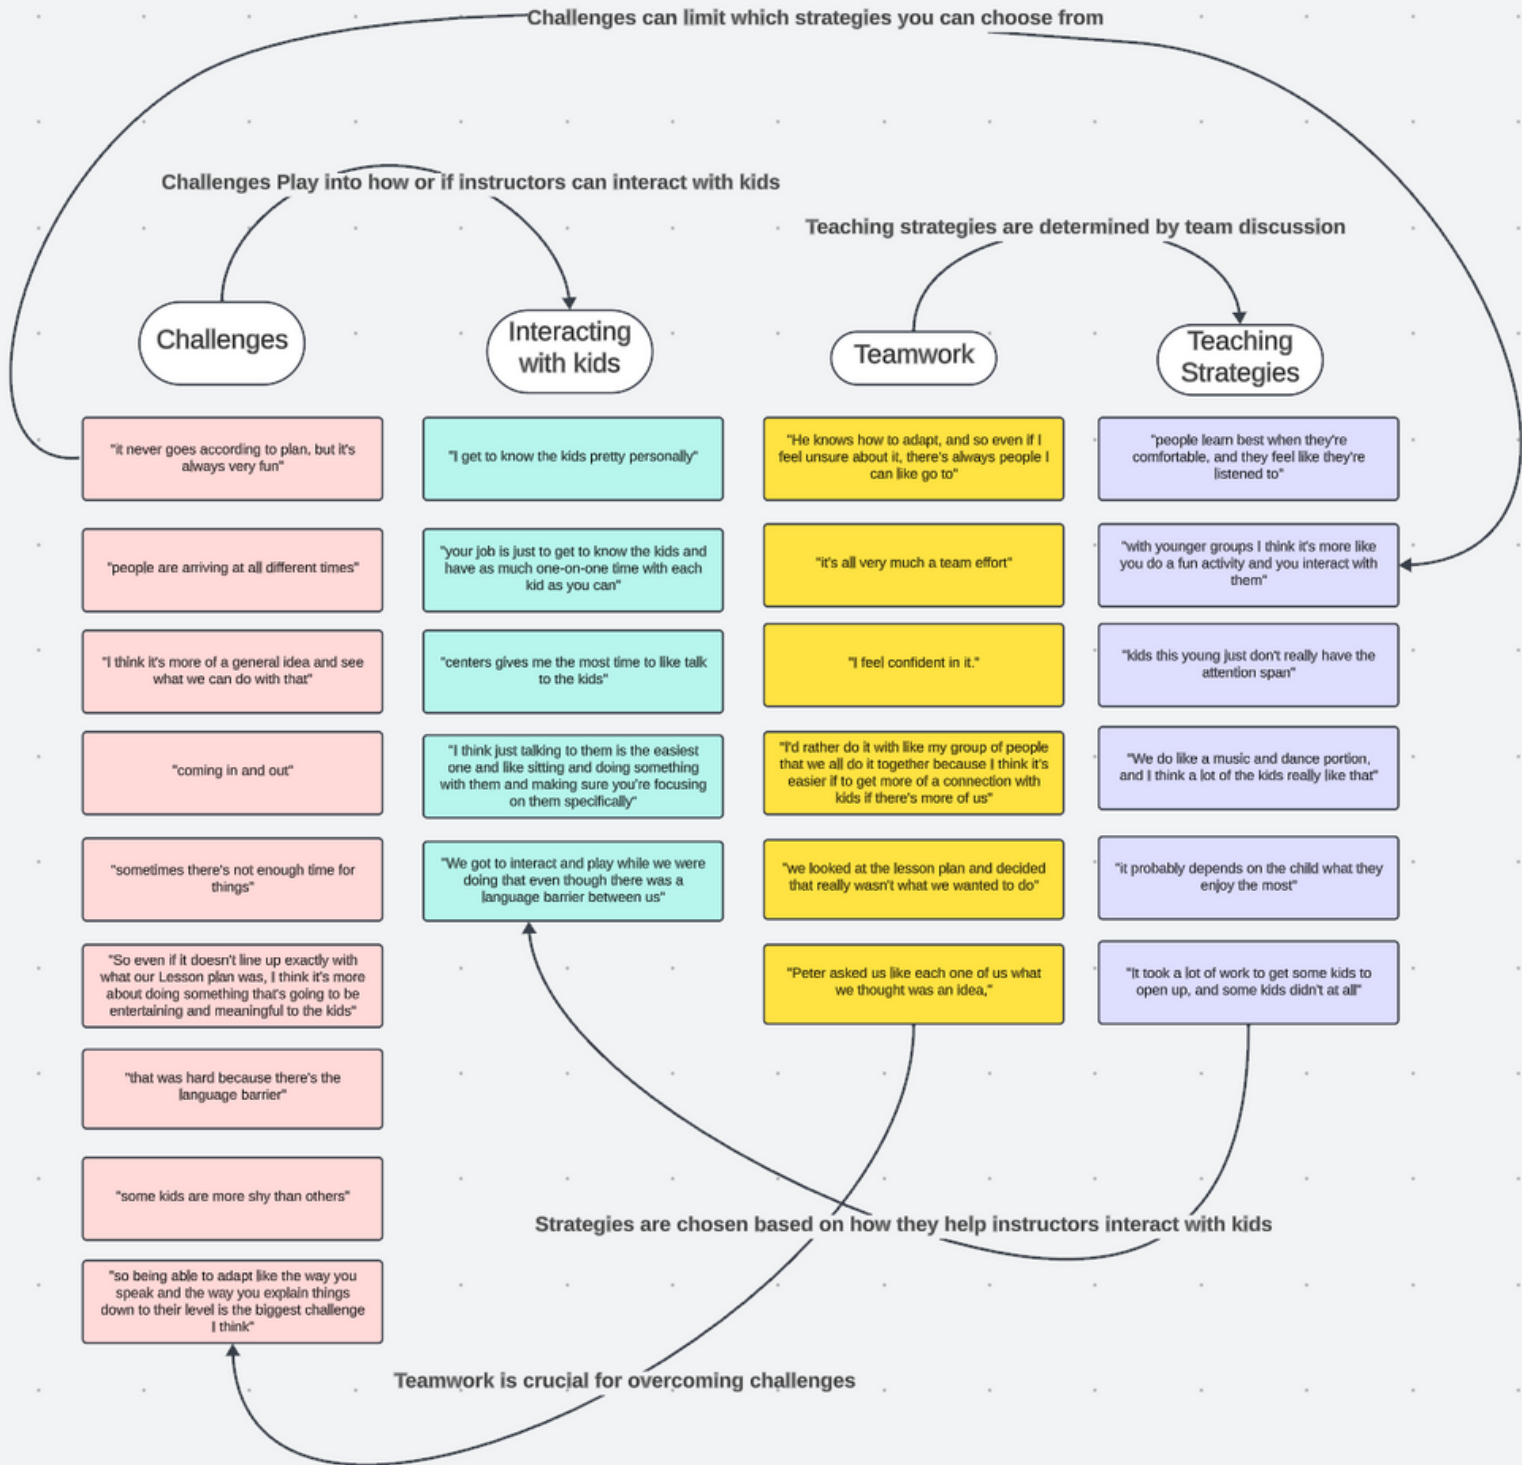 Challenges can limit which strategies you can choose from
Challenges Play into how or if instructors can interact with kids
Teaching strategies are determined by team discussion
Challenges
"it never goes according to plan, but it's
always very fun"
"people are arriving at all different times"
"I think it's more of a general idea and see
what we can do with that"
"coming in and out"
"sometimes there's not enough time for
things"
"So even if it doesn't line up exactly with
what our Lesson plan was, I think it's more
about doing something that's going to be
entertaining and meaningful to the kids"
"that was hard because there's the
language barrier"
"some kids are more shy than others"
"so being able to adapt like the way you
speak and the way you explain things
down to their level is the biggest challenge
I think"
Interacting
with kids
"I get to know the kids pretty personally"
"your job is just to get to know the kids and
have as much one-on-one time with each
kid as you can"
"centers gives me the most time to like talk
to the kids"
"I think just talking to them is the easiest
one and like sitting and doing something
with them and making sure you're focusing
on them specifically"
"We got to interact and play while we were
doing that even though there was a
language barrier between us"
Teamwork
"He knows how to adapt, and so even if I
feel unsure about it, there's always people I
can like go to"
"it's all very much a team effort"
"I feel confident in it."
"I'd rather do it with like my group of people
that we all do it together because I think it's
easier if to get more of a connection with
kids if there's more of us"
"we looked at the lesson plan and decided
that really wasn't what we wanted to do"
"Peter asked us like each one of us what
we thought was an idea,"
Teaching
Strategies
"people learn best when they're
comfortable, and they feel like they're
listened to"
"with younger groups I think it's more like
you do a fun activity and you interact with
them"
"kids this young just don't really have the
attention span"
"We do like a music and dance portion,
and I think a lot of the kids really like that"
"it probably depends on the child what they
enjoy the most"
"It took a lot of work to get some kids to
open up, and some kids didn't at all"
Strategies are chosen based on how they help instructors interact with kids
Teamwork is crucial for overcoming challenges